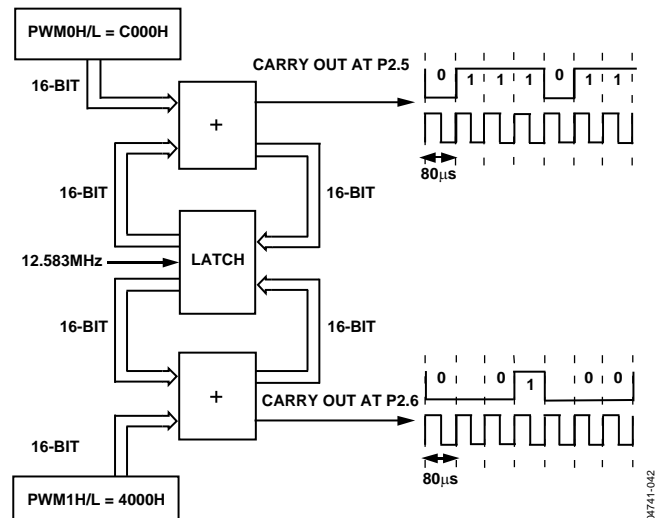 PWM0H/L = C000H
CARRY OUT AT P2.5
0 1 1 1 0 1 1
16-BIT
+
80μs
16-BIT
16-BIT
12.583MHz
LATCH
16-BIT
16-BIT
0 0 1 0 0
+
CARRY OUT AT P2.6
16-BIT
80μs
PWM1H/L = 4000H
04741-042